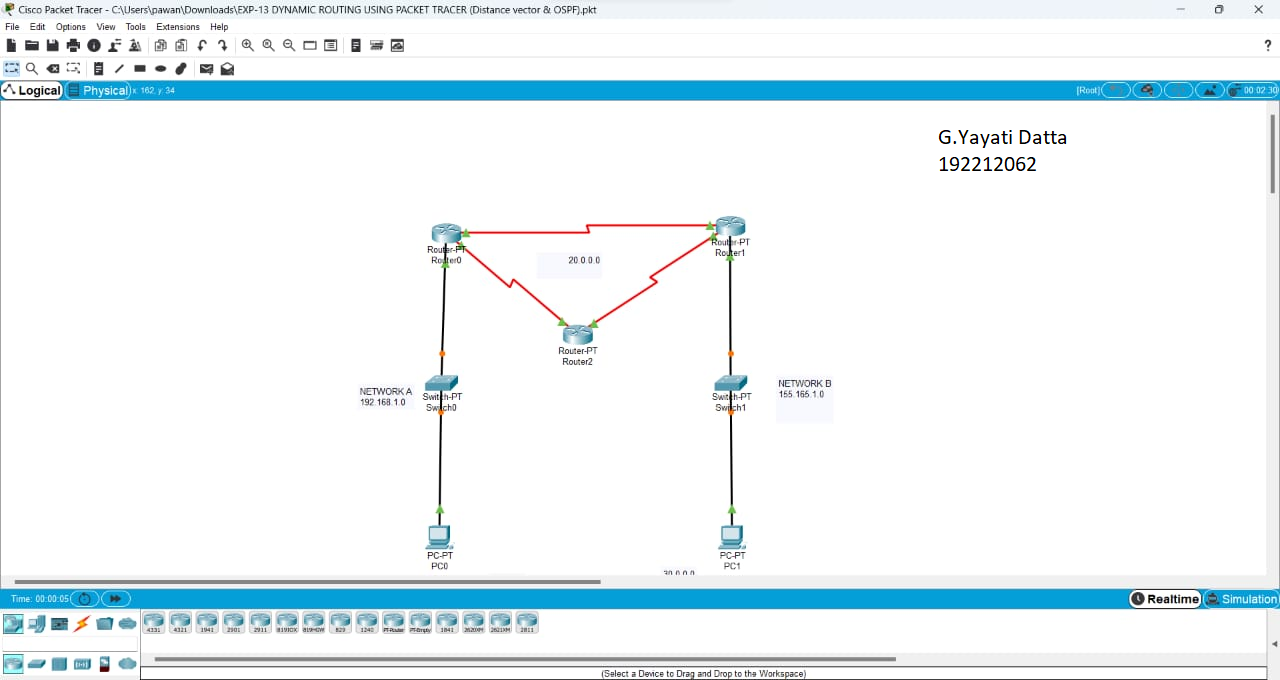 Cisco Packet Tracer - C:\Users\pawan\Downloads\EXP-13 DYNAMIC ROUTING USING PACKET TRACER (Distance vector & OSPF).pkt
File Edit Options View Tools Extensions Help
?
Logical Physical x: 162, y: 34 [Root] 00:02:30
G.Yayati Datta
192212062
Router-PT
Router0
Router-PT
Router1
20.0.0.0
Router-PT
Router2
NETWORK A
192.168.1.0
Switch-PT
Switch0
Switch-PT
Switch1
NETWORK B
155.165.1.0
PC-PT
PC0
PC-PT
PC1
30.0.0.0
Time: 00:00:05 Realtime Simulation
4331 4321 1941 2901 2911 819IOX 819HGW 829 1240 PT-Router PT-Empty 1841 2620XM 2621XM 2811
(Select a Device to Drag and Drop to the Workspace)